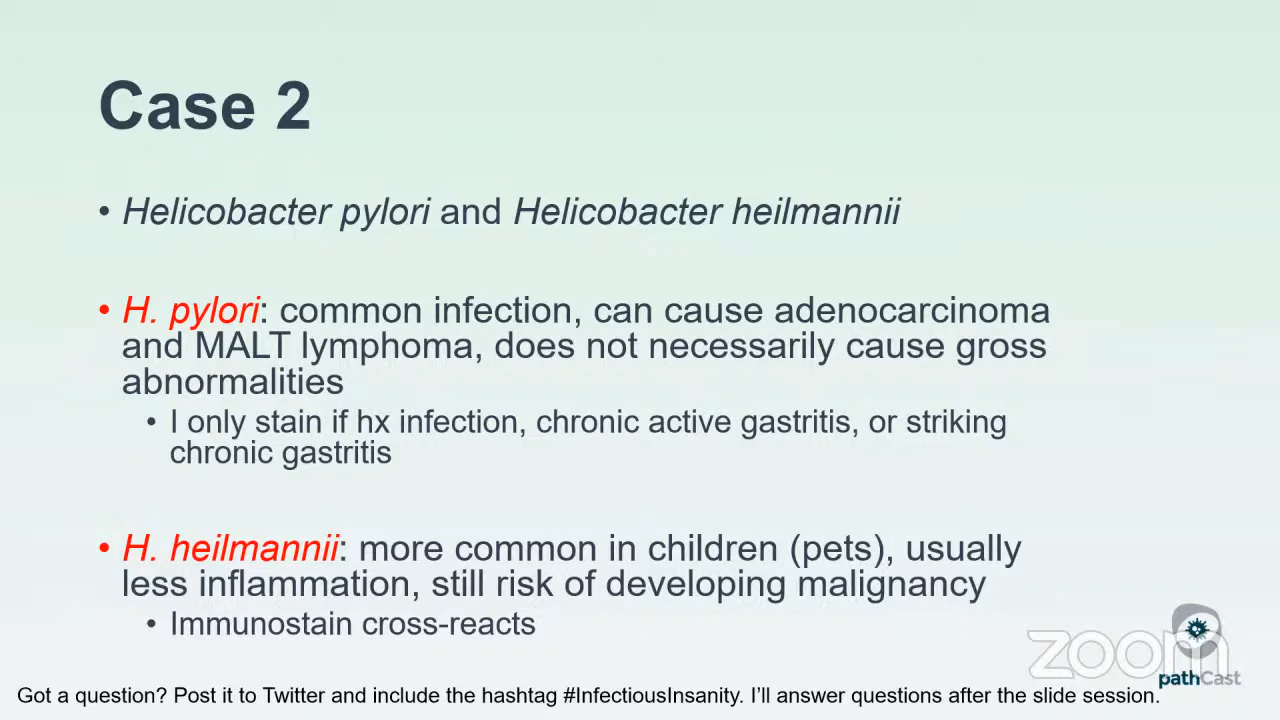 Case 2
• Helicobacter pylori and Helicobacter heilmannii
• H. pylori: common infection, can cause adenocarcinoma
and MALT lymphoma, does not necessarily cause gross
abnormalities
• I only stain if hx infection, chronic active gastritis, or striking
chronic gastritis
• H. heilmannii: more common in children (pets), usually
less inflammation, still risk of developing malignancy
• Immunostain cross-reacts
zoom
pathCast
Got a question? Post it to Twitter and include the hashtag #InfectiousInsanity. I’ll answer questions after the slide session.